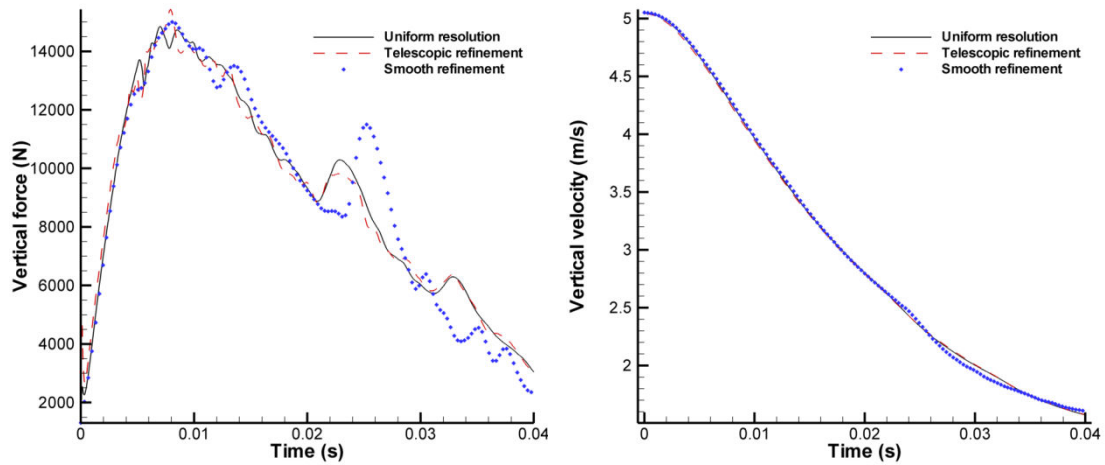 Uniform resolution
Telescopic refinement
Smooth refinement
Vertical force (N)
14000
12000
10000
8000
6000
4000
2000
0
0.01
0.02
0.03
0.04
Time (s)
Uniform resolution
Telescopic refinement
Smooth refinement
Vertical velocity (m/s)
5
4.5
4
3.5
3
2.5
2
0
0.01
0.02
0.03
0.04
Time (s)